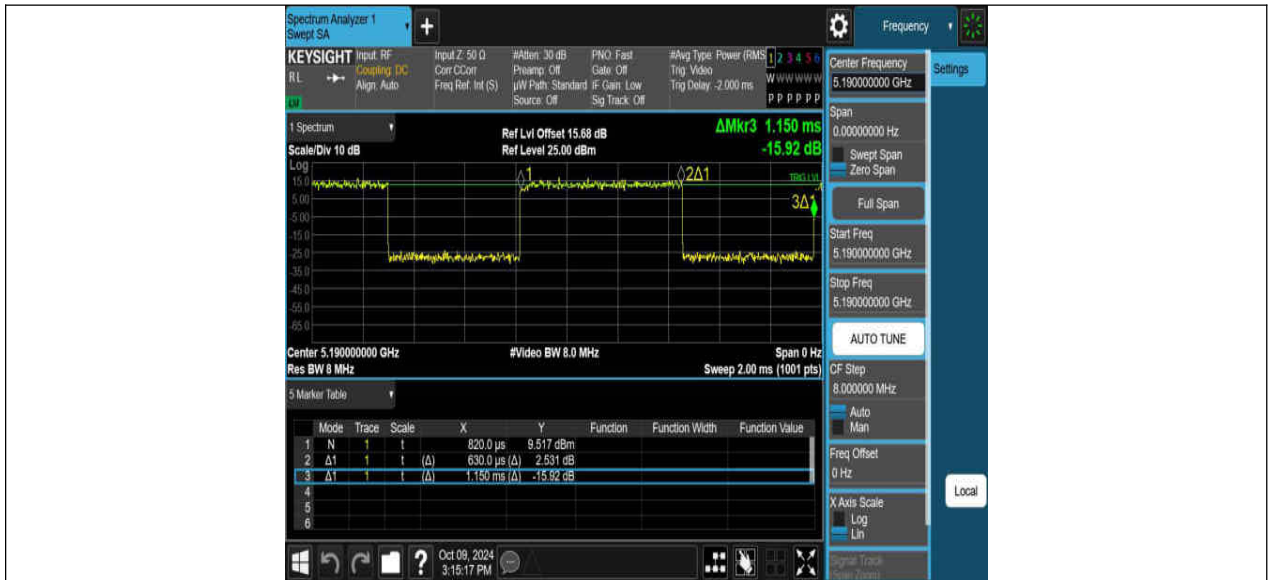 Spectrum Analyzer 1
Swept SA
+
Frequency
KEYSIGHT
RL
Input: RF
Coupling: DC
Align: Auto
Input Z: 50 Ω
Corr CCorr
Freq Ref: Int (S)
#Atten: 30 dB
Preamp: Off
µW Path: Standard
Source: Off
PNO: Fast
Gate: Off
IF Gain: Low
Sig Track: Off
#Avg Type: Power (RMS
Trig: Video
Trig Delay: -2.000 ms
1 2 3 4 5 6
W W W W W W
P P P P P P
1 Spectrum
Scale/Div 10 dB
Ref Lvl Offset 15.68 dB
Ref Level 25.00 dBm
ΔMkr3 1.150 ms
-15.92 dB
Log
15.0
5.00
-5.00
-15.0
-25.0
-35.0
-45.0
-55.0
-65.0
1
2Δ1
TRIG LVL
3Δ1
Center 5.190000000 GHz
Res BW 8 MHz
#Video BW 8.0 MHz
Span 0 Hz
Sweep 2.00 ms (1001 pts)
5 Marker Table
Mode Trace Scale X Y Function Function Width Function Value
1 N 1 t 820.0 µs 9.517 dBm
2 Δ1 1 t (Δ) 630.0 µs (Δ) 2.531 dB
3 Δ1 1 t (Δ) 1.150 ms (Δ) -15.92 dB
4
5
6
?
Oct 09, 2024
3:15:17 PM
Center Frequency
5.190000000 GHz
Settings
Span
0.00000000 Hz
Swept Span
Zero Span
Full Span
Start Freq
5.190000000 GHz
Stop Freq
5.190000000 GHz
AUTO TUNE
CF Step
8.000000 MHz
Auto
Man
Freq Offset
0 Hz
X Axis Scale
Log
Lin
Signal Track
(Span Zoom)
Local